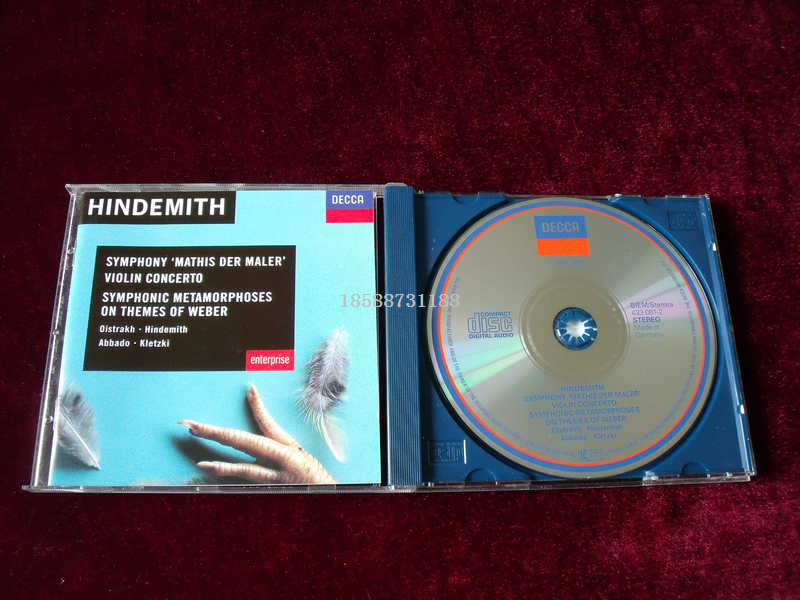 HINDEMITH
DECCA
SYMPHONY ‘MATHIS DER MALER’
VIOLIN CONCERTO
SYMPHONIC METAMORPHOSES
ON THEMES OF WEBER
Oistrakh · Hindemith
Abbado · Kletzki
enterprise
18588731188
DECCA
COMPACT
disc
DIGITAL AUDIO
BIEM/Stemra
433 081-2
STEREO
Made in
Germany
HINDEMITH
SYMPHONY ‘MATHIS DER MALER’
VIOLIN CONCERTO
SYMPHONIC METAMORPHOSES
ON THEMES OF WEBER
Oistrakh · Hindemith
Abbado · Kletzki